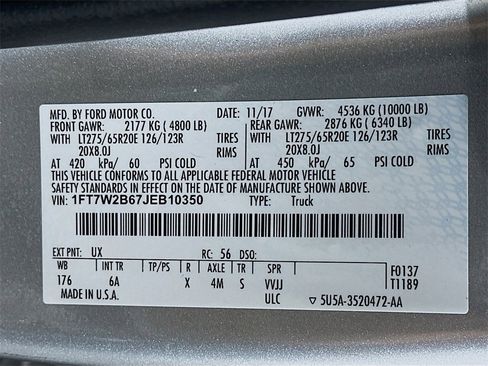 MFD. BY FORD MOTOR CO. DATE: 11/17 GVWR: 4536 KG (10000 LB)
FRONT GAWR: 2177 KG (4800 LB) REAR GAWR: 2876 KG (6340 LB)
WITH LT275/65R20E 126/123R TIRES WITH LT275/65R20E 126/123R TIRES
20X8.0J RIMS 20X8.0J RIMS
AT 420 kPa/ 60 PSI COLD AT 450 kPa/ 65 PSI COLD
THIS VEHICLE CONFORMS TO ALL APPLICABLE FEDERAL MOTOR VEHICLE
SAFETY STANDARDS IN EFFECT ON THE DATE OF MANUFACTURE SHOWN ABOVE.
VIN: 1FT7W2B67JEB10350 TYPE: Truck
EXT PNT: UX RC: 56 DSO:
WB INT TR TP/PS R AXLE TR SPR F0137
176 6A X 4M S VVJJ T1189
MADE IN U.S.A. ULC ▽ 5U5A-3520472-AA